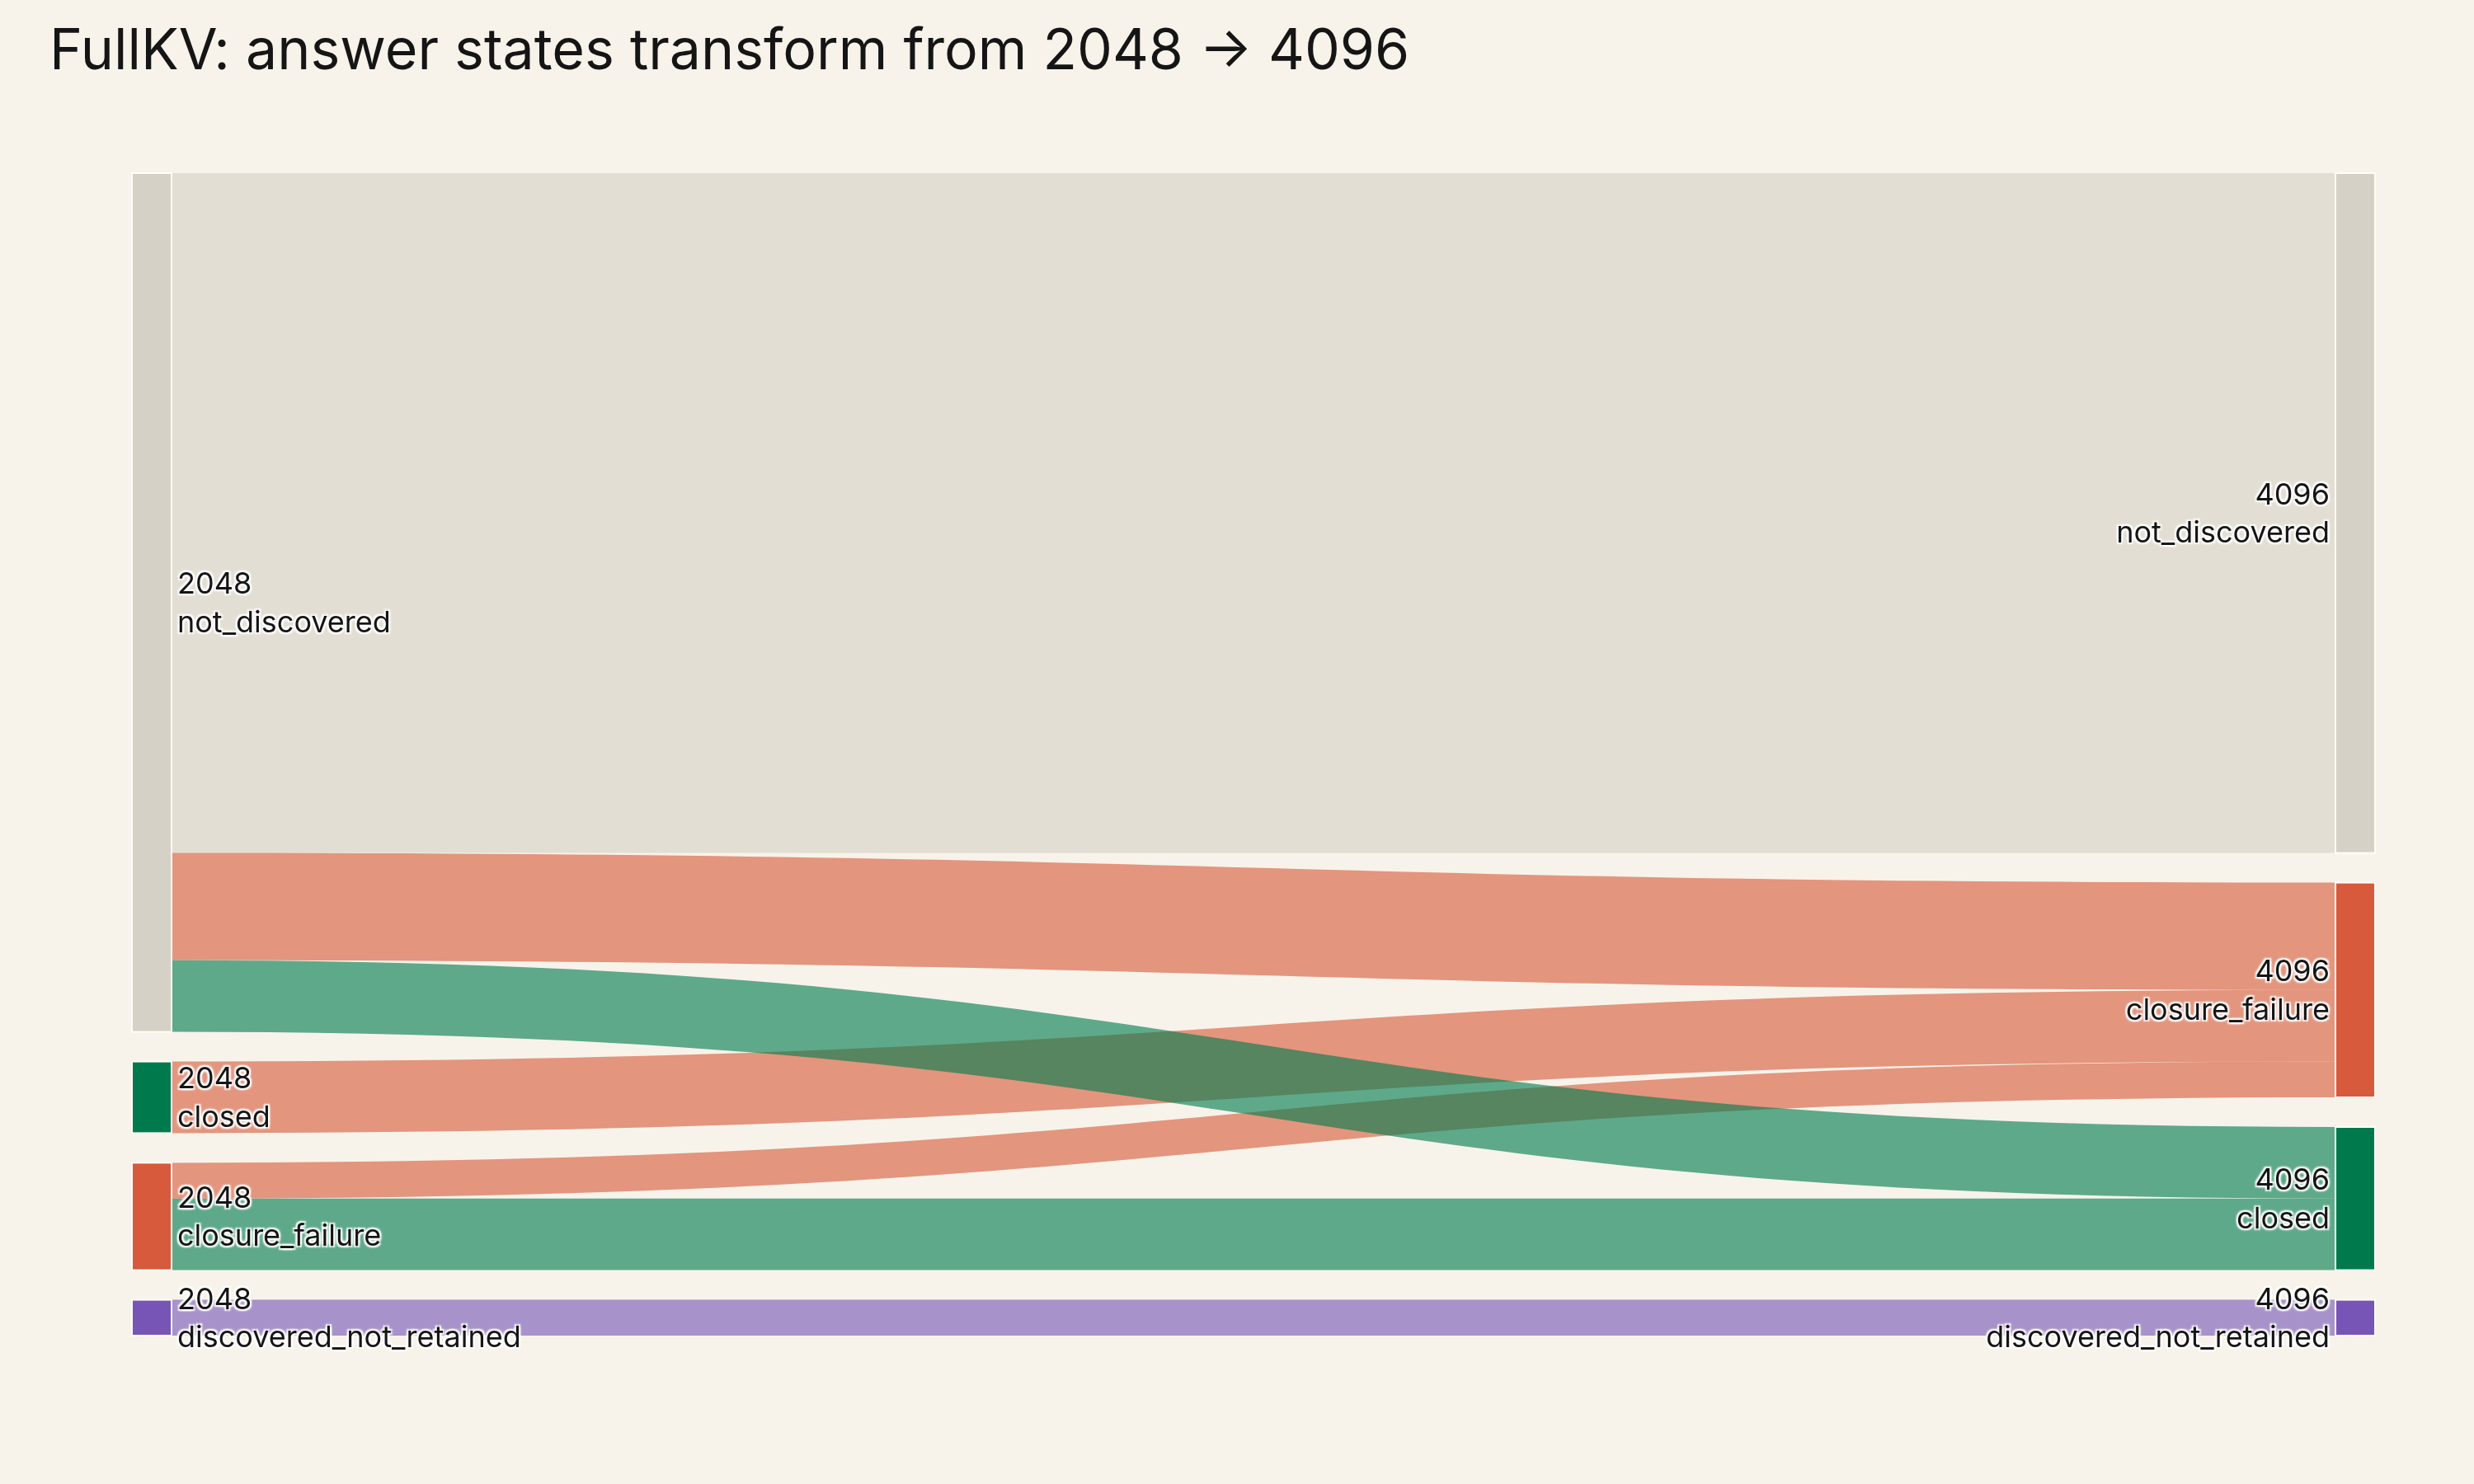 FullKV: answer states transform from 2048 → 4096
2048
not_discovered
2048
closed
2048
closure_failure
2048
discovered_not_retained
4096
not_discovered
4096
closure_failure
4096
closed
4096
discovered_not_retained